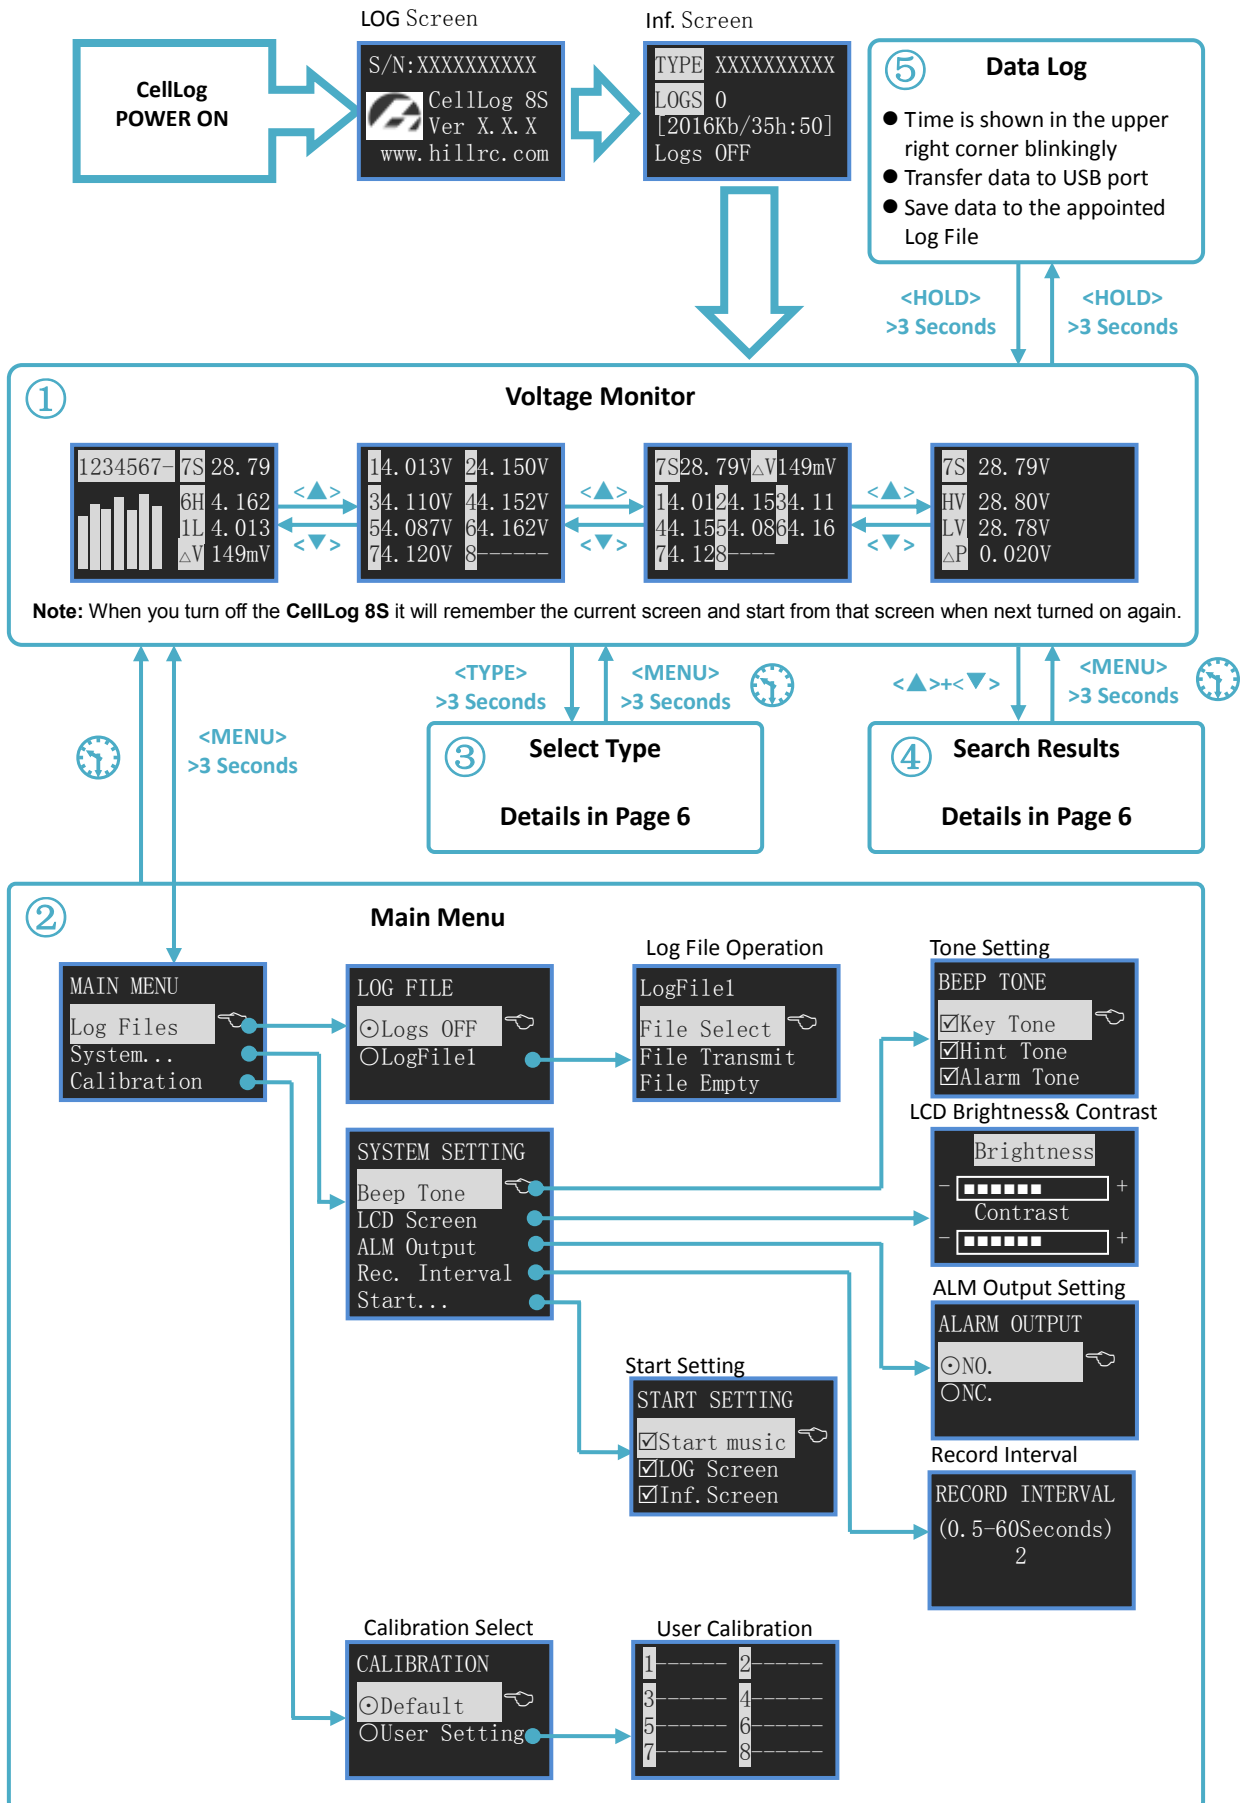 LOG Screen
Inf. Screen
CellLog
POWER ON
S/N:XXXXXXXXXX
CellLog 8S
Ver X.X.X
www.hillrc.com
TYPE XXXXXXXXXX
LOGS 0
[2016Kb/35h:50]
Logs OFF
⑤ Data Log
● Time is shown in the upper
right corner blinkingly
● Transfer data to USB port
● Save data to the appointed
Log File
<HOLD>
>3 Seconds
<HOLD>
>3 Seconds
① Voltage Monitor
1234567- 7S 28.79
6H 4.162
1L 4.013
△V 149mV
<▲>
<▼>
14.013V 24.150V
34.110V 44.152V
54.087V 64.162V
74.120V 8------
<▲>
<▼>
7S28.79V△V149mV
14.0124.1534.11
44.1554.0864.16
74.128----
<▲>
<▼>
7S 28.79V
HV 28.80V
LV 28.78V
△P 0.020V
Note: When you turn off the CellLog 8S it will remember the current screen and start from that screen when next turned on again.
<MENU>
>3 Seconds
<TYPE>
>3 Seconds
<MENU>
>3 Seconds
<▲>+<▼>
<MENU>
>3 Seconds
③ Select Type
Details in Page 6
④ Search Results
Details in Page 6
② Main Menu
MAIN MENU
Log Files
System...
Calibration
LOG FILE
⊙Logs OFF
○LogFile1
Log File Operation
LogFile1
File Select
File Transmit
File Empty
Tone Setting
BEEP TONE
☑Key Tone
☑Hint Tone
☑Alarm Tone
SYSTEM SETTING
Beep Tone
LCD Screen
ALM Output
Rec. Interval
Start...
LCD Brightness& Contrast
Brightness
- +
Contrast
- +
ALM Output Setting
ALARM OUTPUT
⊙NO.
○NC.
Start Setting
START SETTING
☑Start music
☑LOG Screen
☑Inf.Screen
Record Interval
RECORD INTERVAL
(0.5-60Seconds)
2
Calibration Select
CALIBRATION
⊙Default
○User Setting
User Calibration
1------ 2------
3------ 4------
5------ 6------
7------ 8------